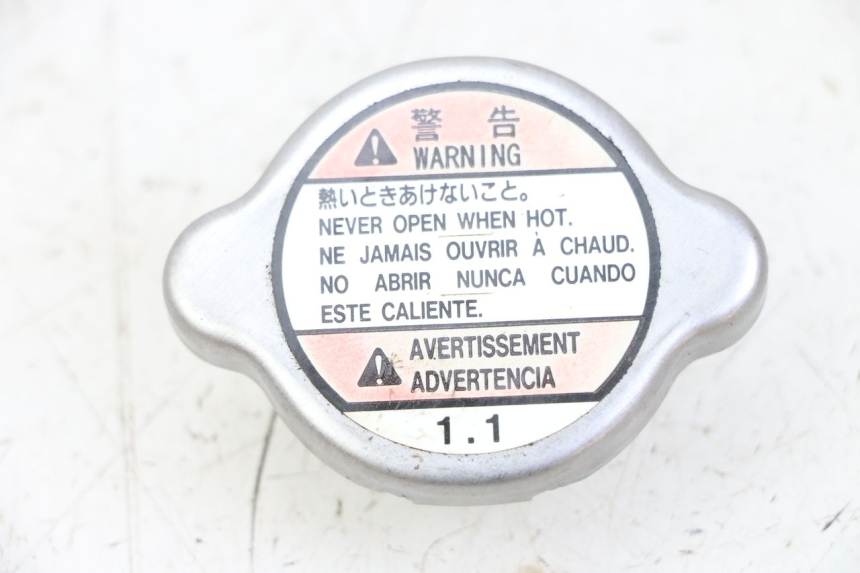 警告
WARNING
熱いときあけないこと。
NEVER OPEN WHEN HOT.
NE JAMAIS OUVRIR À CHAUD.
NO ABRIR NUNCA CUANDO
ESTE CALIENTE.
AVERTISSEMENT
ADVERTENCIA
1.1